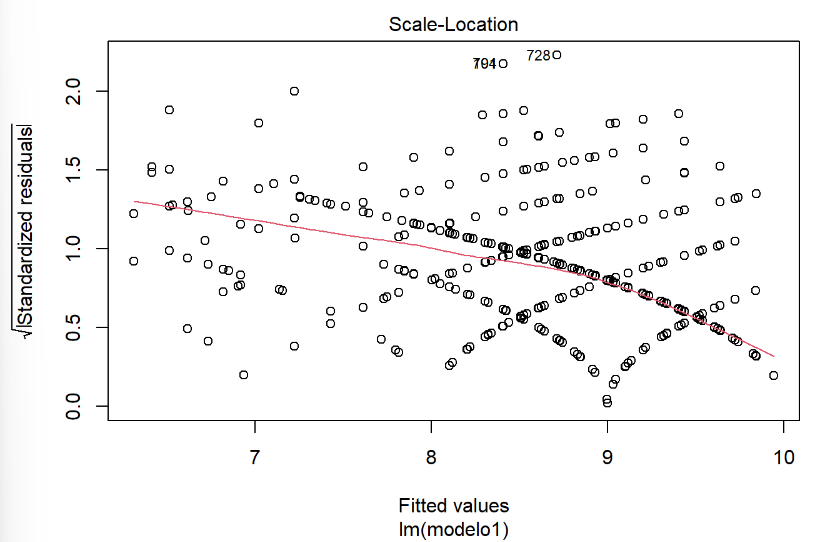 Scale-Location
728
2.0
1.5
1.0
0.5
0.0
√|Standardized residuals|
7
8
9
10
Fitted values
lm(modelo1)